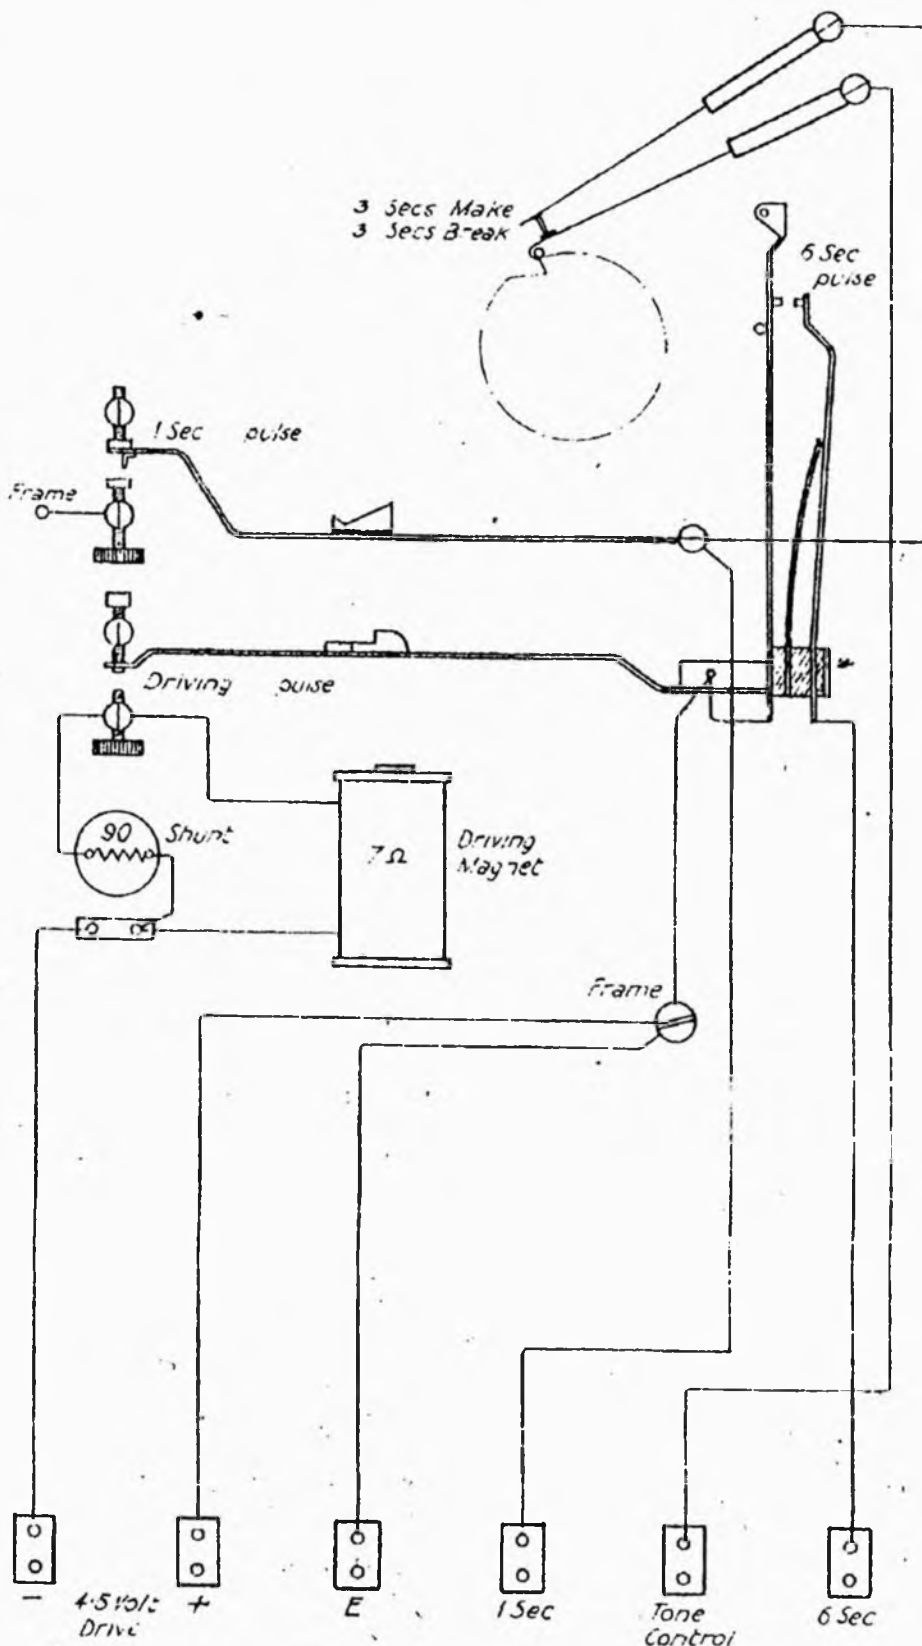 3 Secs Make
3 Secs Break
6 Sec
pulse
1 Sec pulse
Frame
Driving pulse
90
Shunt
7Ω
Driving
Magnet
Frame
-
4·5 Volt
Drive
+
E
1 Sec
Tone
Control
6 Sec